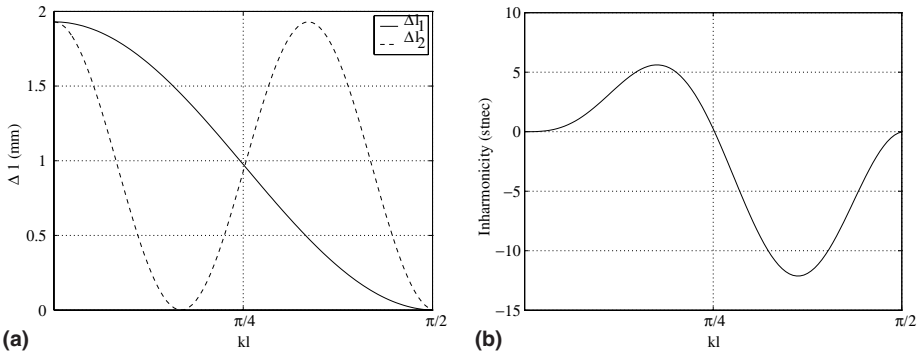 2
1.5
1
0.5
0
Δ l (mm)
Δl1
Δl2
π/4
π/2
kl
(a)
10
5
0
−5
−10
−15
Inharmonicity (stnec)
π/4
π/2
kl
(b)